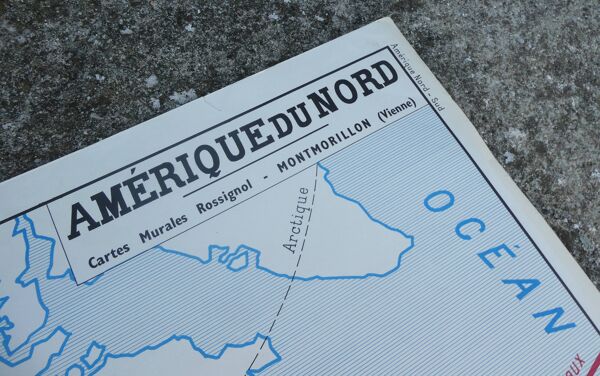 AMÉRIQUE DU NORD
Cartes Murales Rossignol - MONTMORILLON (Vienne)
Amérique Nord - Sud
Arctique
OCÉAN